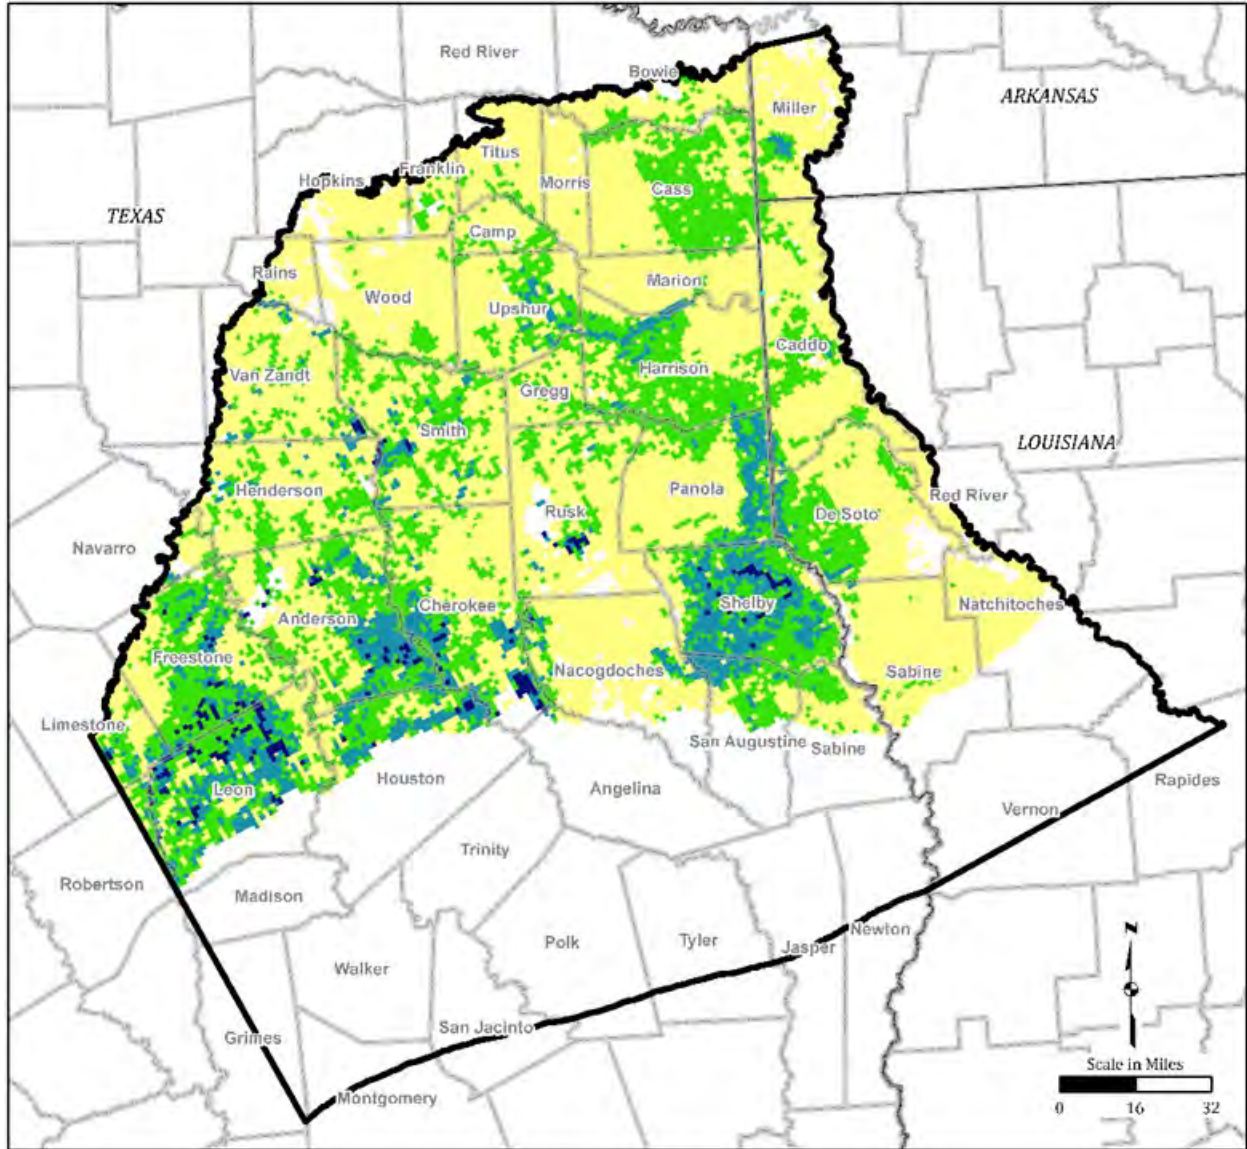 Red River
Bowie
ARKANSAS
Miller
Titus
Franklin
Hopkins
Morris
Cass
TEXAS
Camp
Rains
Marion
Wood
Upshur
Caddo
Van Zandt
Harrison
Gregg
Smith
LOUISIANA
Henderson
Panola
Red River
Rusk
De Soto
Navarro
Shelby
Cherokee
Natchitoches
Anderson
Freestone
Nacogdoches
Sabine
Limestone
San Augustine
Sabine
Houston
Rapides
Leon
Angelina
Vernon
Trinity
Robertson
Madison
Newton
Polk
Tyler
Jasper
Walker
N
San Jacinto
Grimes
Scale in Miles
Montgomery
0 16 32